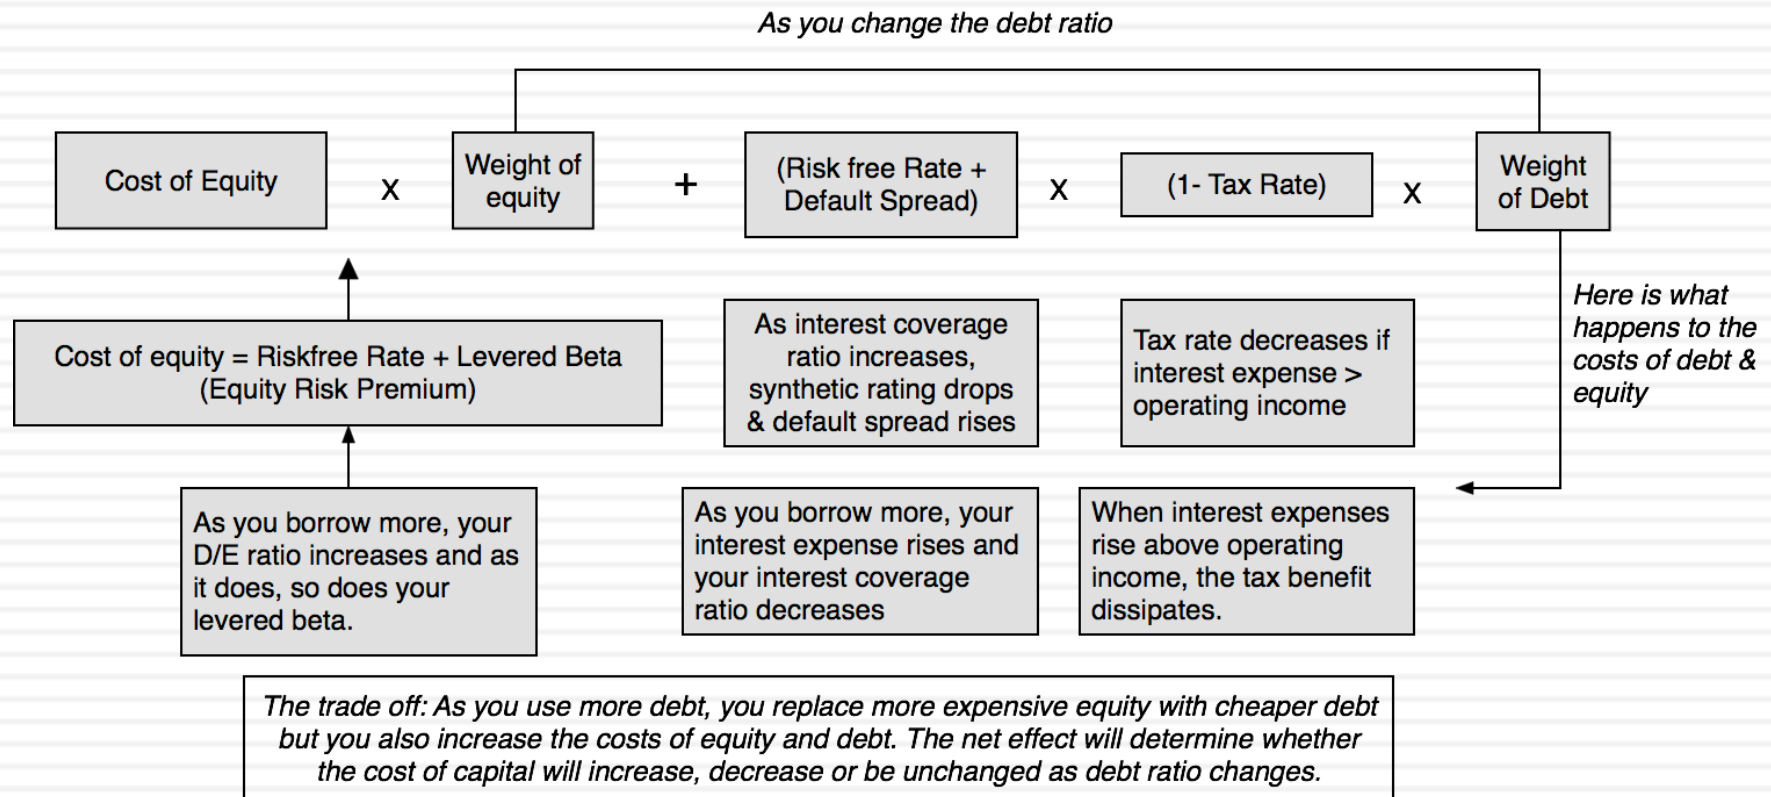 As you change the debt ratio
Cost of Equity
x
Weight of
equity
+
(Risk free Rate +
Default Spread)
x
(1- Tax Rate)
x
Weight
of Debt
Here is what
happens to the
costs of debt &
equity
Cost of equity = Riskfree Rate + Levered Beta
(Equity Risk Premium)
As interest coverage
ratio increases,
synthetic rating drops
& default spread rises
Tax rate decreases if
interest expense >
operating income
As you borrow more, your
D/E ratio increases and as
it does, so does your
levered beta.
As you borrow more, your
interest expense rises and
your interest coverage
ratio decreases
When interest expenses
rise above operating
income, the tax benefit
dissipates.
The trade off: As you use more debt, you replace more expensive equity with cheaper debt
but you also increase the costs of equity and debt. The net effect will determine whether
the cost of capital will increase, decrease or be unchanged as debt ratio changes.